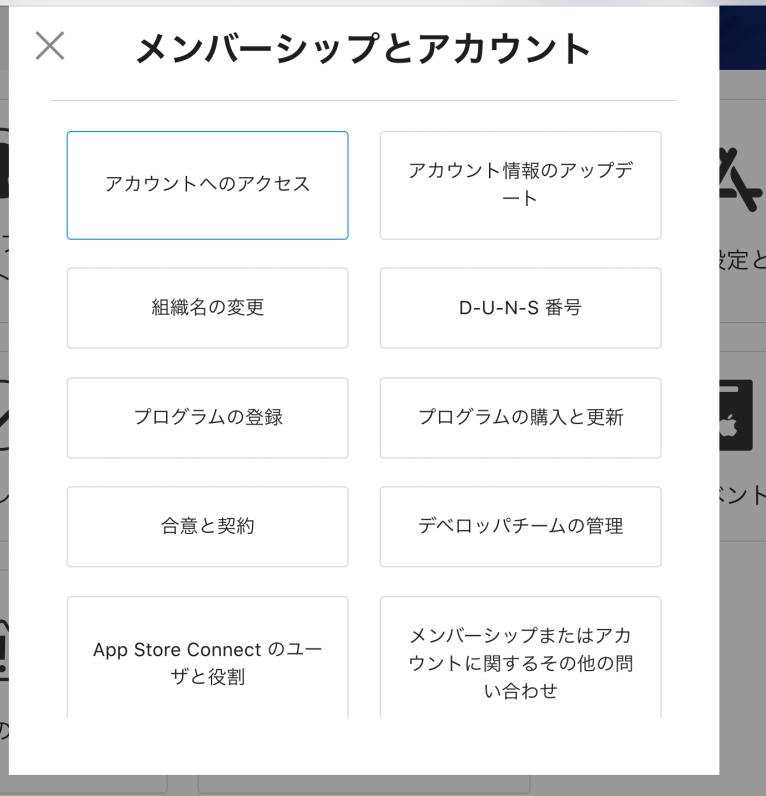 メンバーシップとアカウント
アカウントへのアクセス
アカウント情報のアップデ
ート
組織名の変更
D-U-N-S 番号
プログラムの登録
プログラムの購入と更新
合意と契約
デベロッパチームの管理
App Store Connect のユー
ザと役割
メンバーシップまたはアカ
ウントに関するその他の問
い合わせ
定と
ント
の